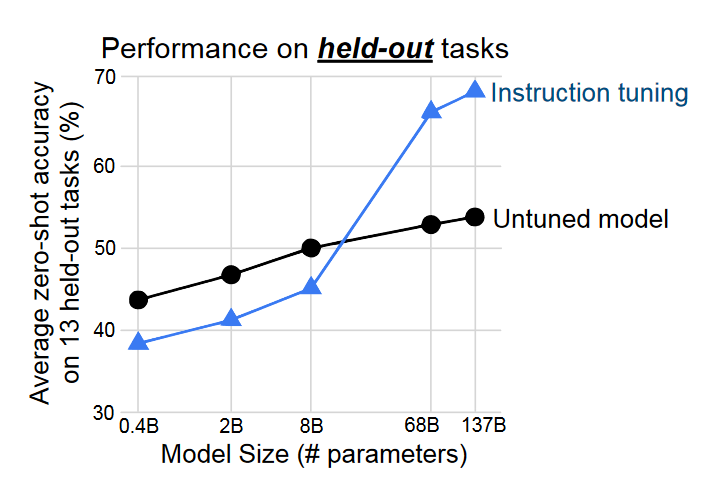 Performance on held-out tasks
Average zero-shot accuracy
on 13 held-out tasks (%)
70
60
50
40
30
Instruction tuning
Untuned model
0.4B 2B 8B 68B 137B
Model Size (# parameters)